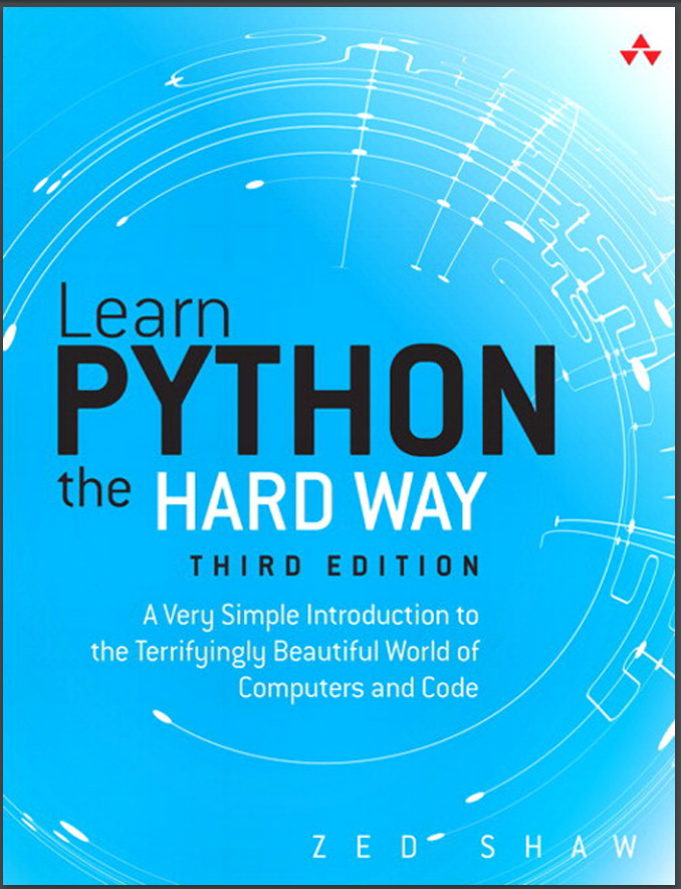 Learn
PYTHON
the HARD WAY
THIRD EDITION
A Very Simple Introduction to
the Terrifyingly Beautiful World of
Computers and Code
ZED SHAW